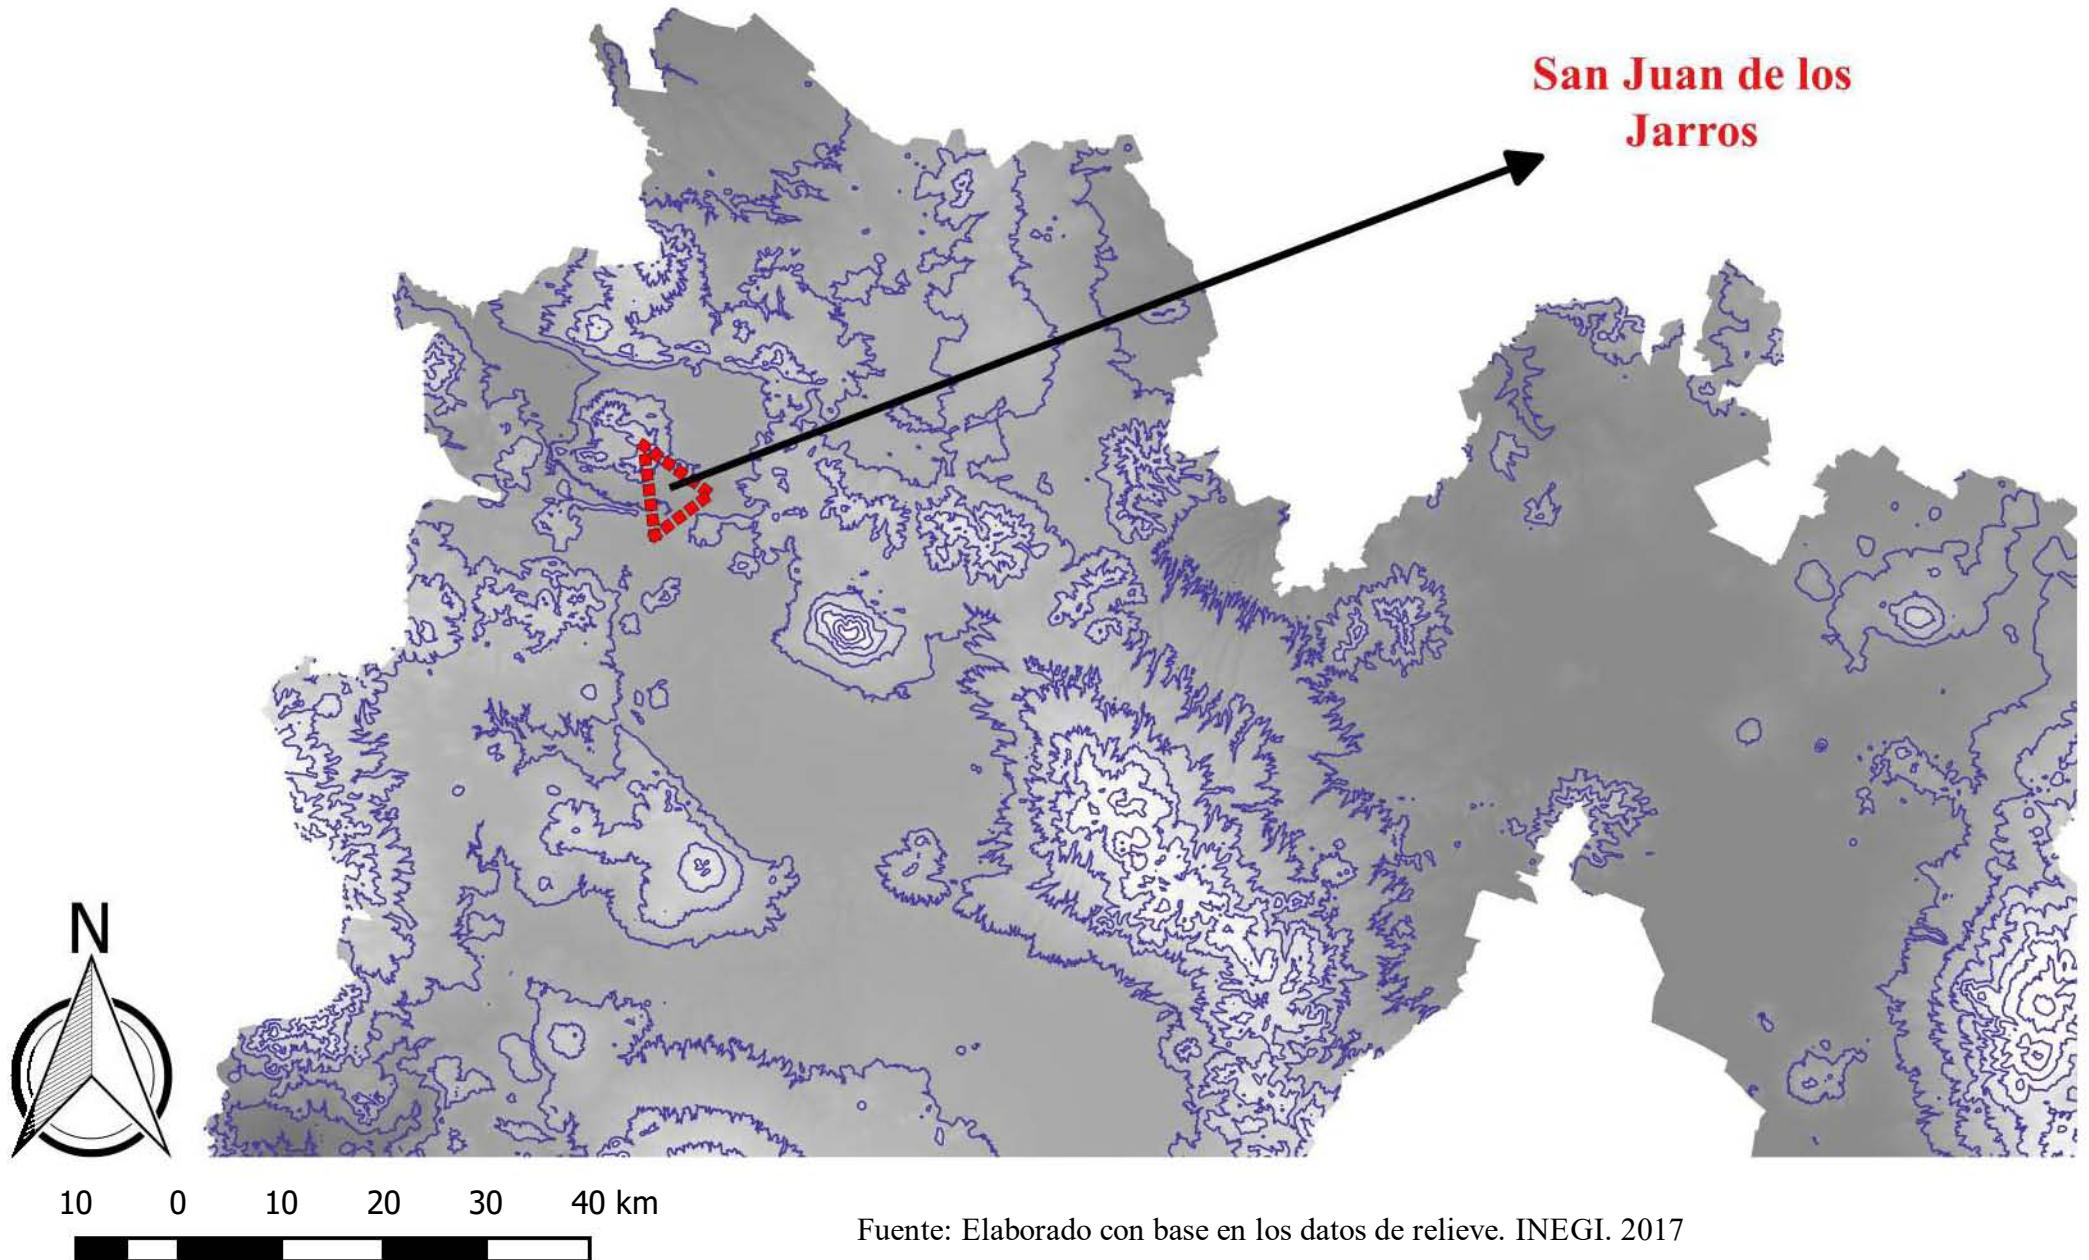 San Juan de los
Jarros
N
10 0 10 20 30 40 km
Fuente: Elaborado con base en los datos de relieve. INEGI. 2017